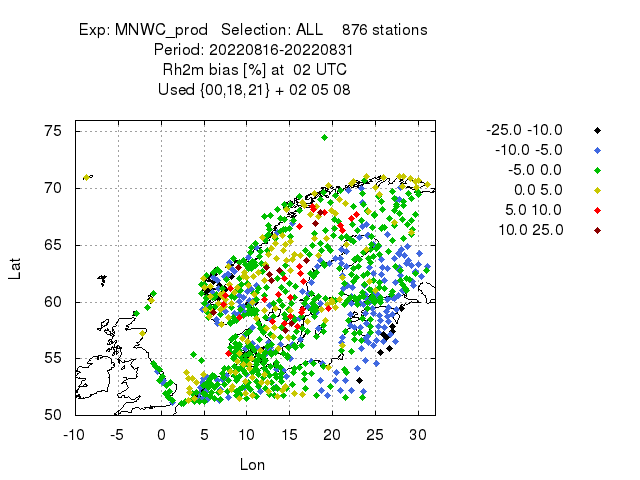 Exp: MNWC_prod   Selection: ALL    876 stations
Period: 20220816-20220831
Rh2m bias [%] at  02 UTC
Used {00,18,21} + 02 05 08
-25.0 -10.0
-10.0 -5.0
-5.0 0.0
0.0 5.0
5.0 10.0
10.0 25.0
75
70
65
60
55
50
Lat
-10 -5 0 5 10 15 20 25 30
Lon